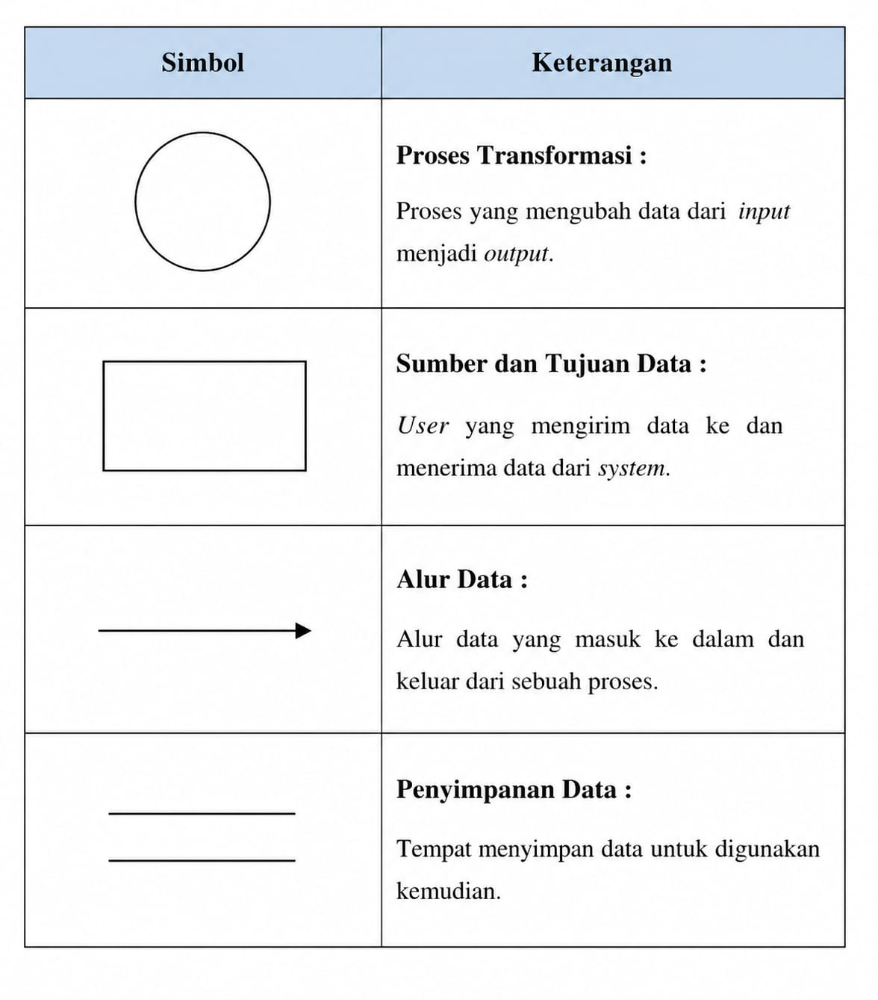 Simbol
Keterangan
Proses Transformasi :
Proses yang mengubah data dari input
menjadi output.
Sumber dan Tujuan Data :
User yang mengirim data ke dan
menerima data dari system.
Alur Data :
Alur data yang masuk ke dalam dan
keluar dari sebuah proses.
Penyimpanan Data :
Tempat menyimpan data untuk digunakan
kemudian.